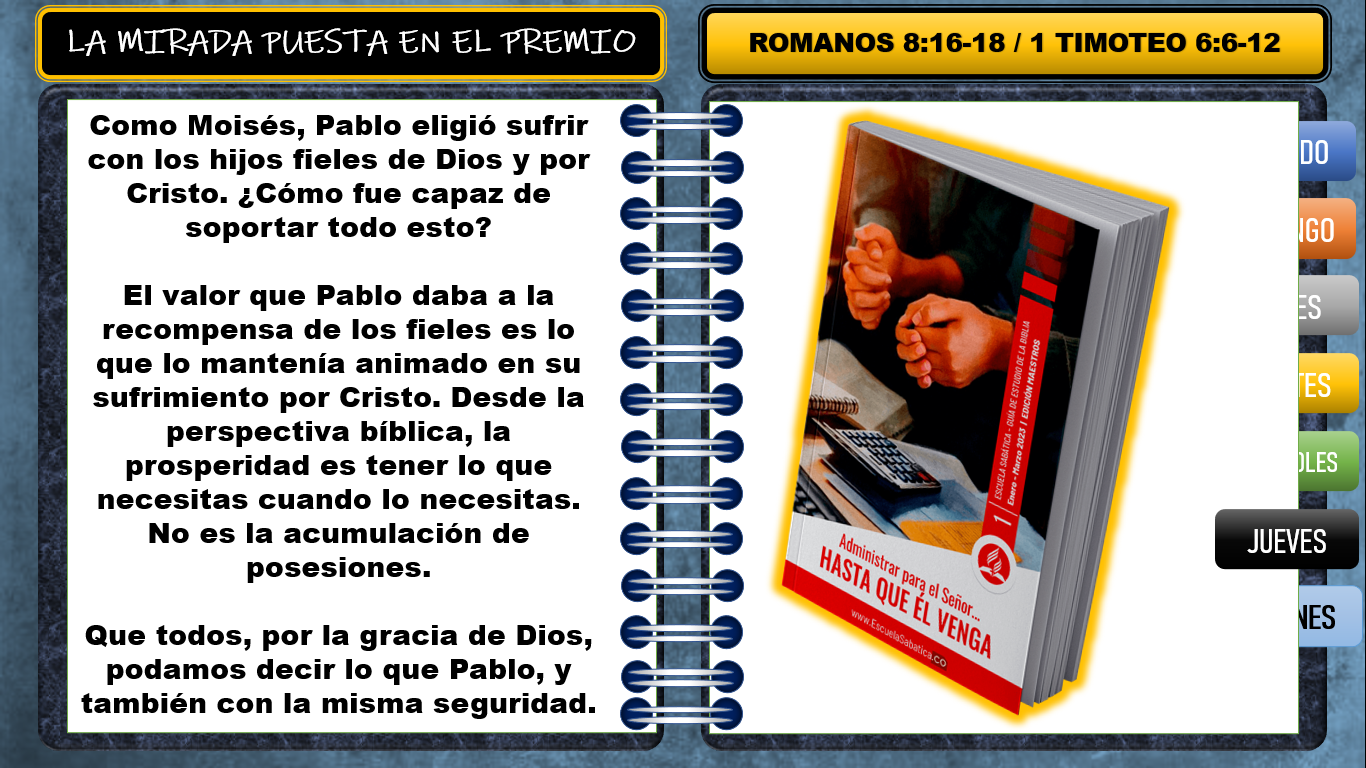 LA MIRADA PUESTA EN EL PREMIO
ROMANOS 8:16-18 / 1 TIMOTEO 6:6-12
Como Moisés, Pablo eligió sufrir
con los hijos fieles de Dios y por
Cristo. ¿Cómo fue capaz de
soportar todo esto?
El valor que Pablo daba a la
recompensa de los fieles es lo
que lo mantenía animado en su
sufrimiento por Cristo. Desde la
perspectiva bíblica, la
prosperidad es tener lo que
necesitas cuando lo necesitas.
No es la acumulación de
posesiones.
Que todos, por la gracia de Dios,
podamos decir lo que Pablo, y
también con la misma seguridad.
1 | ESCUELA SABÁTICA - GUÍA DE ESTUDIO DE LA BIBLIA
Enero - Marzo 2023 | EDICIÓN MAESTROS
Administrar para el Señor...
HASTA QUE ÉL VENGA
www.EscuelaSabatica.co
DO
NGO
ES
TES
OLES
JUEVES
NES